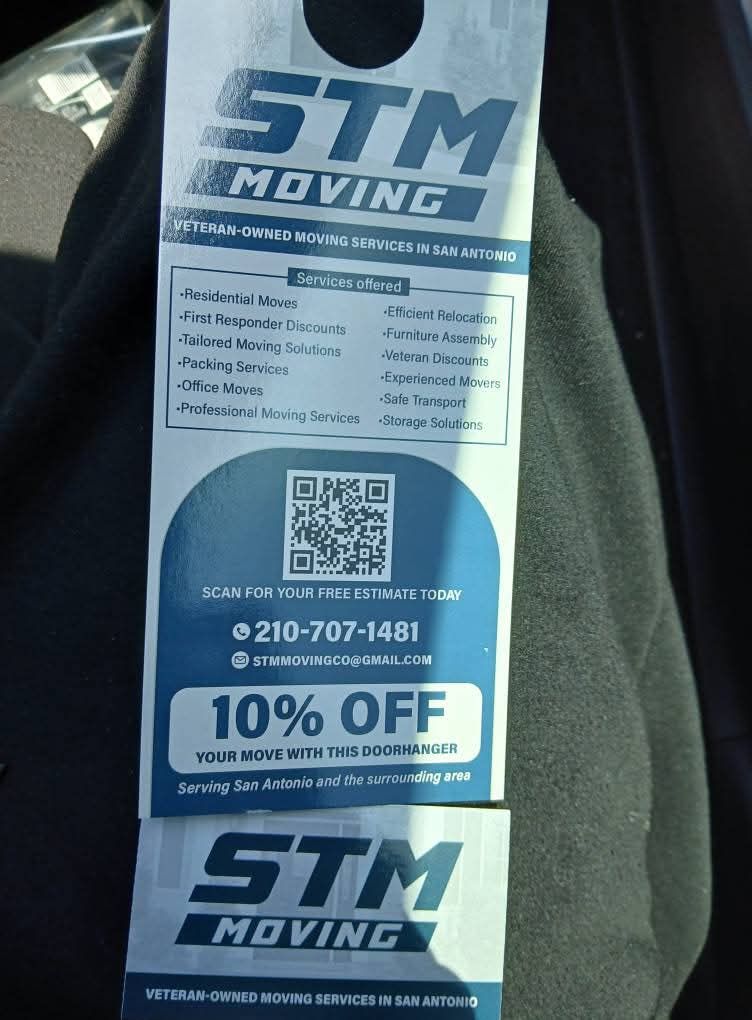 STM
MOVING
VETERAN-OWNED MOVING SERVICES IN SAN ANTONIO
Services offered
•Residential Moves
•First Responder Discounts
•Tailored Moving Solutions
•Packing Services
•Office Moves
•Professional Moving Services
•Efficient Relocation
•Furniture Assembly
•Veteran Discounts
•Experienced Movers
•Safe Transport
•Storage Solutions
SCAN FOR YOUR FREE ESTIMATE TODAY
210-707-1481
STMMOVINGCO@GMAIL.COM
10% OFF
YOUR MOVE WITH THIS DOORHANGER
Serving San Antonio and the surrounding area
STM
MOVING
VETERAN-OWNED MOVING SERVICES IN SAN ANTONIO